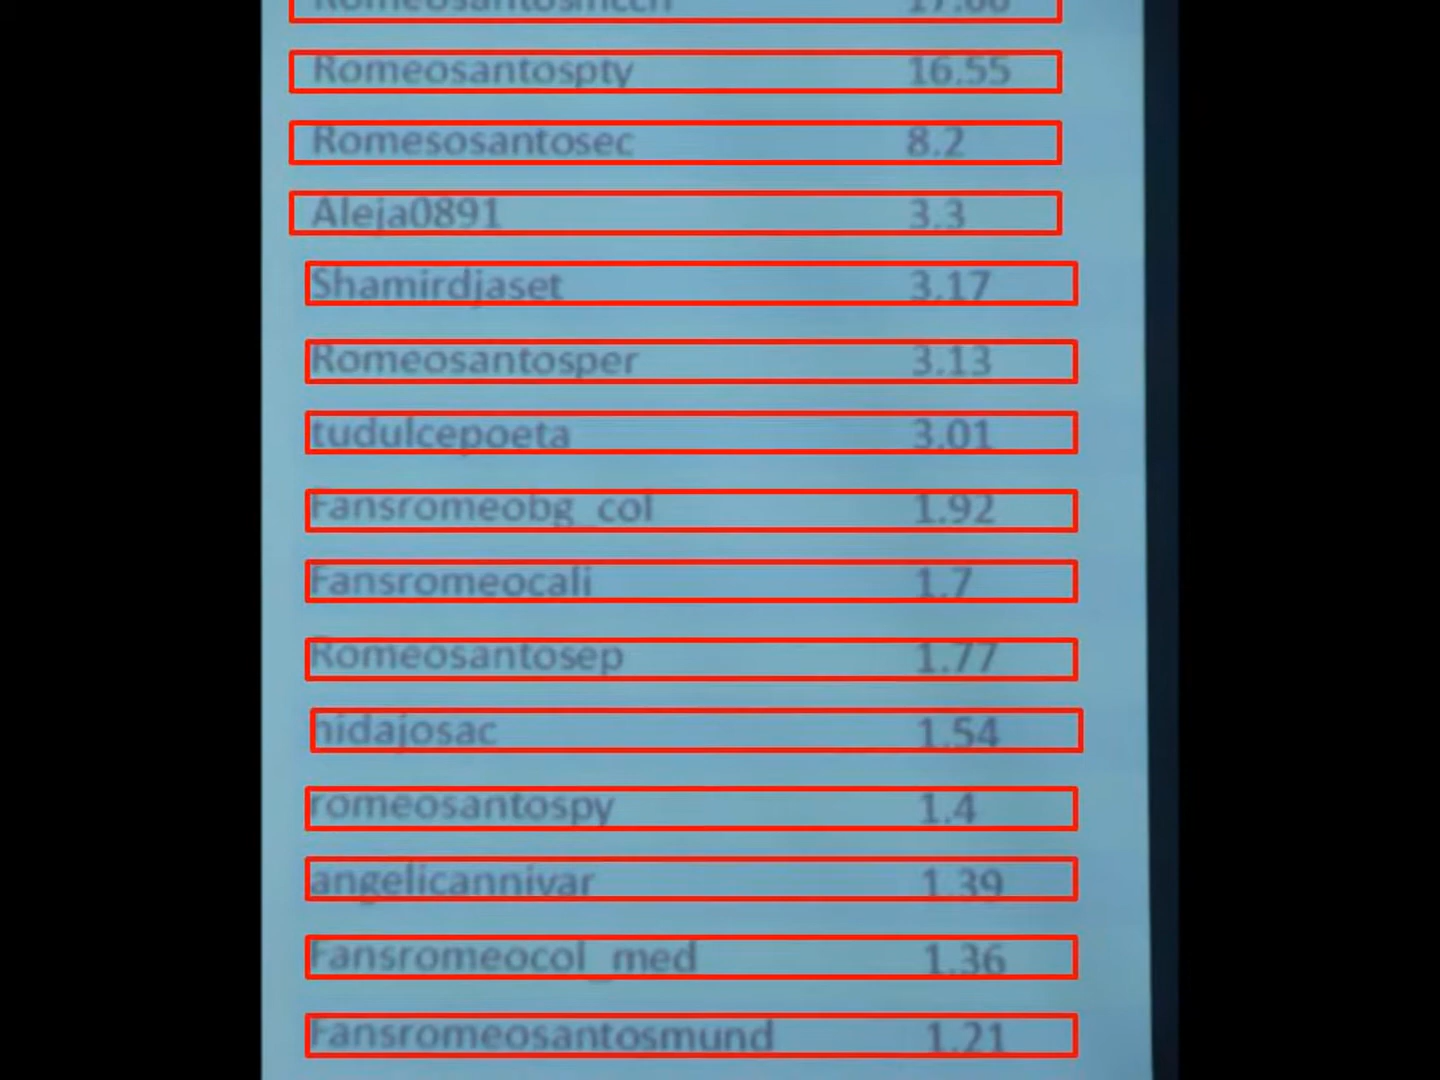 Romeosantospty 16.55
Romesosantosec 8.2
Aleja0891 3.3
Shamirdjaset 3.17
Romeosantosper 3.13
tudulcepoeta 3.01
Fansromeobg_col 1.92
Fansromeocali 1.7
Romeosantosep 1.77
nidajosac 1.54
romeosantospy 1.4
angelicannivar 1.39
Fansromeocol_med 1.36
Fansromeosantosmund 1.21